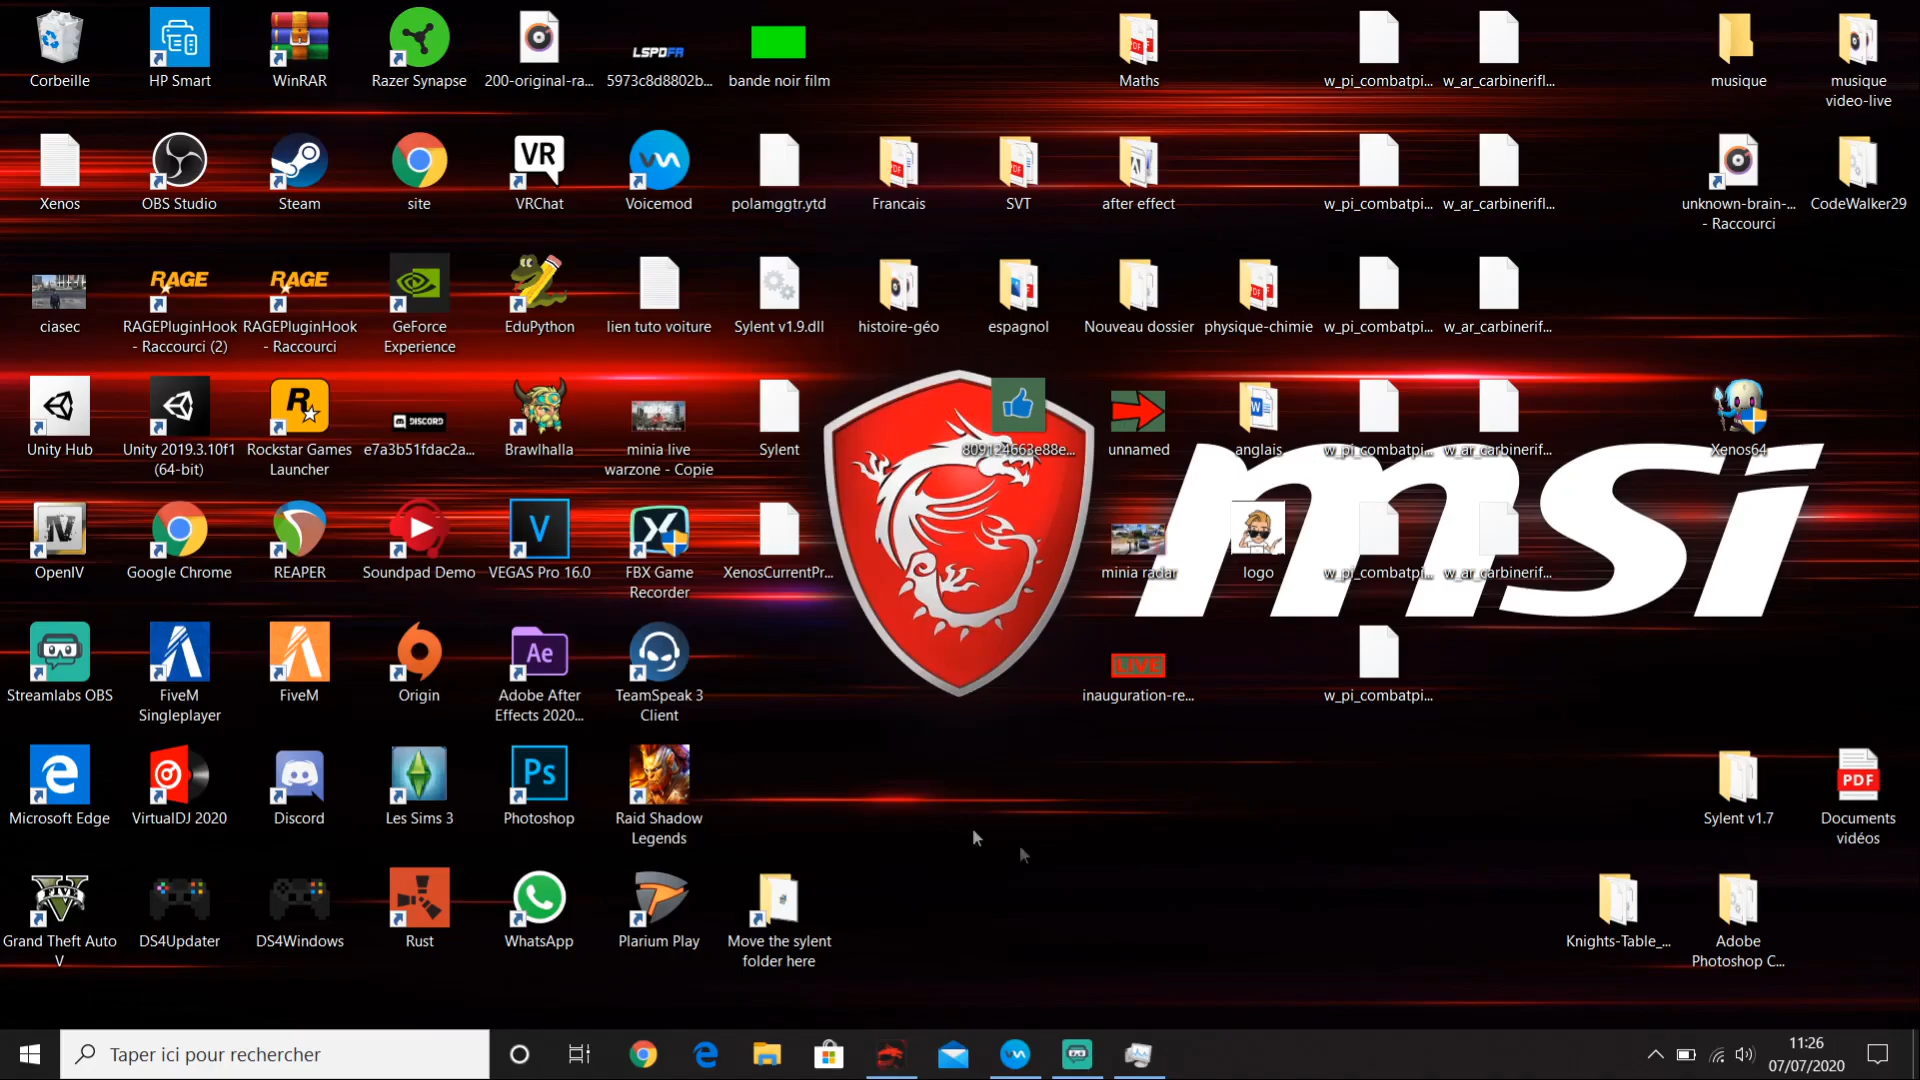 Corbeille
HP Smart
WinRAR
Razer Synapse
200-original-ra...
LSPDFR
5973c8d8802b...
bande noir film
Maths
w_pi_combatpi...
w_ar_carbinerifl...
musique
musique
video-live
Xenos
OBS Studio
Steam
site
VR
VRChat
Voicemod
polamggtr.ytd
PDF
Francais
PDF
SVT
after effect
w_pi_combatpi...
w_ar_carbinerifl...
unknown-brain-...
- Raccourci
CodeWalker29
ciasec
RAGE
RAGEPluginHook
- Raccourci (2)
RAGE
RAGEPluginHook
- Raccourci
GeForce
Experience
EduPython
lien tuto voiture
Sylent v1.9.dll
histoire-géo
espagnol
Nouveau dossier
physique-chimie
w_pi_combatpi...
w_ar_carbinerif...
Unity Hub
Unity 2019.3.10f1
(64-bit)
R
Rockstar Games
Launcher
DISCORD
e7a3b51fdac2a...
Brawlhalla
minia live
warzone - Copie
Sylent
809124663e88e...
unnamed
W
anglais
w_pi_combatpi...
w_ar_carbinerif...
Xenos64
msi
IV
OpenIV
Google Chrome
REAPER
Soundpad Demo
V
VEGAS Pro 16.0
FBX Game
Recorder
XenosCurrentPr...
minia radar
logo
w_pi_combatpi...
w_ar_carbinerif...
Streamlabs OBS
FiveM
Singleplayer
FiveM
Origin
Ae
Adobe After
Effects 2020...
TeamSpeak 3
Client
LIVE
inauguration-re...
w_pi_combatpi...
Microsoft Edge
VirtualDJ 2020
Discord
Les Sims 3
Ps
Photoshop
Raid Shadow
Legends
Sylent v1.7
PDF
Documents
vidéos
V
FIVE
Grand Theft Auto
V
DS4Updater
DS4Windows
Rust
WhatsApp
Plarium Play
Move the sylent
folder here
Knights-Table_...
Adobe
Photoshop C...
Taper ici pour rechercher
11:26
07/07/2020